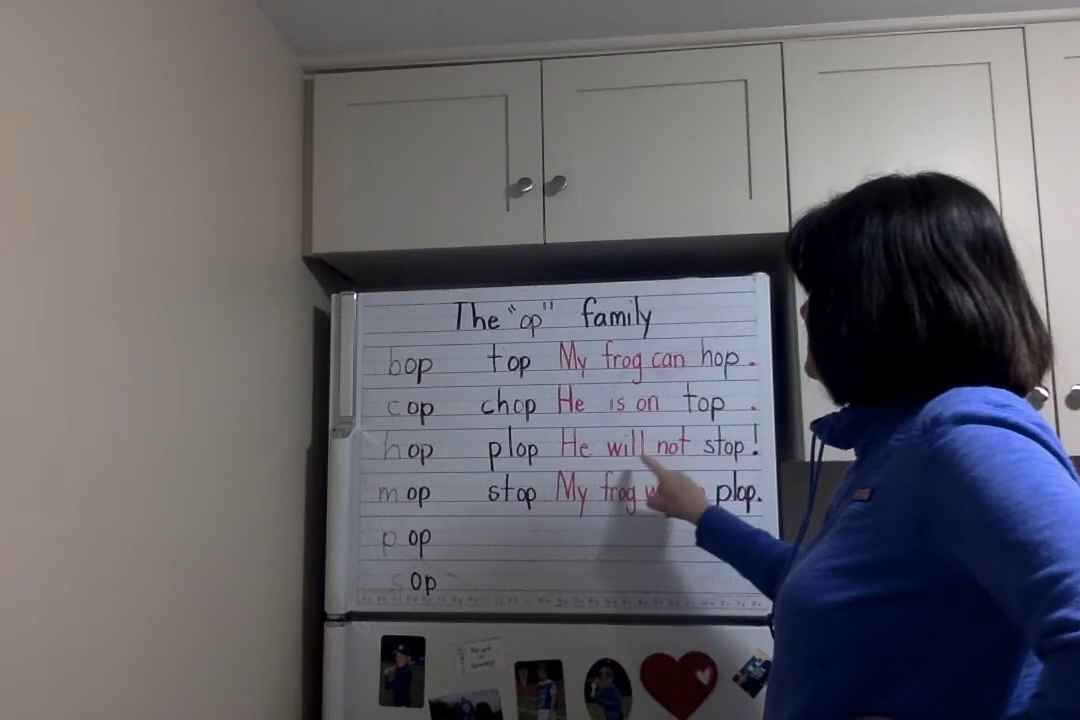 The "op" family
bop top My frog can hop.
cop chop He is on top .
hop plop He will not stop!
mop stop My frog plop.
pop
sop